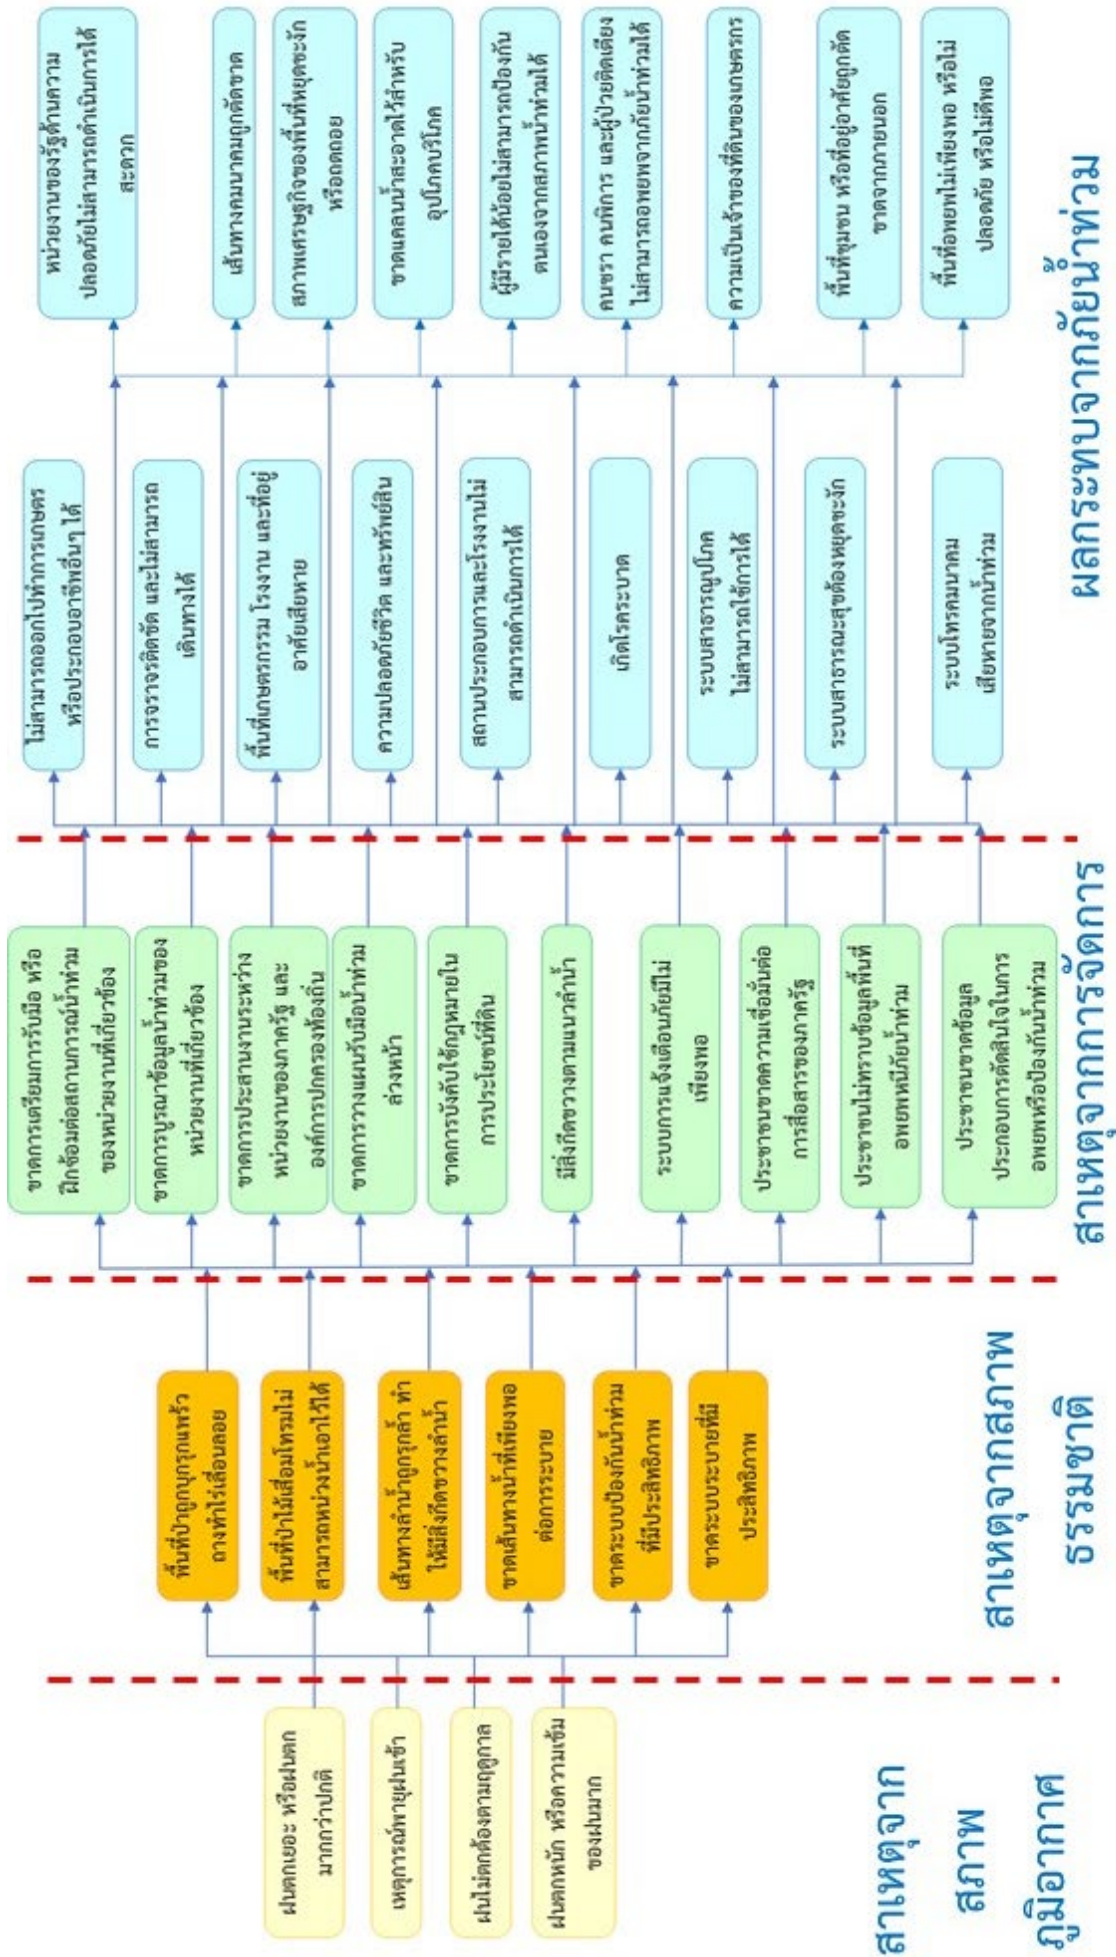 ฝนตกเยอะ หรือฝนตก
มากกว่าปกติ
เหตุการณ์พายุฝนเข้า
ฝนไม่ตกต้องตามฤดูกาล
ฝนตกหนัก หรือความเข้ม
ของฝนมาก
สาเหตุจาก
สภาพ
ภูมิอากาศ
พื้นที่ป่าถูกบุกรุกแพร้ว
ถางทำไร่เลื่อนลอย
พื้นที่ป่าไม้เสื่อมโทรมไม่
สามารถหน่วงน้ำเอาไว้ได้
เส้นทางลำน้ำถูกรุกล้ำ ทำ
ให้มีสิ่งกีดขวางลำน้ำ
ขาดเส้นทางน้ำที่เพียงพอ
ต่อการระบาย
ขาดระบบป้องกันน้ำท่วม
ที่มีประสิทธิภาพ
ขาดระบบระบายที่มี
ประสิทธิภาพ
สาเหตุจากสภาพ
ธรรมชาติ
ขาดการเตรียมการรับมือ หรือ
ฝึกซ้อมต่อสถานการณ์น้ำท่วม
ของหน่วยงานที่เกี่ยวข้อง
ขาดการบูรณาข้อมูลน้ำท่วมของ
หน่วยงานที่เกี่ยวข้อง
ขาดการประสานงานระหว่าง
หน่วยงานของภาครัฐ และ
องค์การปกครองท้องถิ่น
ขาดการวางแผนรับมือน้ำท่วม
ล่วงหน้า
ขาดการบังคับใช้กฎหมายใน
การประโยชน์ที่ดิน
มีสิ่งกีดขวางตามแนวลำน้ำ
ระบบการแจ้งเตือนภัยมีไม่
เพียงพอ
ประชาชนขาดความเชื่อมั่นต่อ
การสื่อสารของภาครัฐ
ประชาชนไม่ทราบข้อมูลพื้นที่
อพยพหนีภัยน้ำท่วม
ประชาชนขาดข้อมูล
ประกอบการตัดสินใจในการ
อพยพหรือป้องกันน้ำท่วม
สาเหตุจากการจัดการ
ไม่สามารถออกไปทำการเกษตร
หรือประกอบอาชีพอื่นๆ ได้
การจราจรติดขัด และไม่สามารถ
เดินทางได้
พื้นที่เกษตรกรรม โรงงาน และที่อยู่
อาศัยเสียหาย
ความปลอดภัยชีวิต และทรัพย์สิน
สถานประกอบการและโรงงานไม่
สามารถดำเนินการได้
เกิดโรคระบาด
ระบบสาธารณูปโภค
ไม่สามารถใช้การได้
ระบบสาธารณะสุขต้องหยุดชะงัก
ระบบโทรคมนาคม
เสียหายจากน้ำท่วม
หน่วยงานของรัฐด้านความ
ปลอดภัยไม่สามารถดำเนินการได้
สะดวก
เส้นทางคมนาคมถูกตัดขาด
สภาพเศรษฐกิจของพื้นที่หยุดชะงัก
หรือถดถอย
ขาดแคลนน้ำสะอาดไว้สำหรับ
อุปโภคบริโภค
ผู้มีรายได้น้อยไม่สามารถป้องกัน
ตนเองจากสภาพน้ำท่วมได้
คนชรา คนพิการ และผู้ป่วยติดเตียง
ไม่สามารถอพยพจากภัยน้ำท่วมได้
ความเป็นเจ้าของที่ดินของเกษตรกร
พื้นที่ชุมชน หรือที่อยู่อาศัยถูกตัด
ขาดจากภายนอก
พื้นที่อพยพไม่เพียงพอ หรือไม่
ปลอดภัย หรือไม่ดีพอ
ผลกระทบจากภัยน้ำท่วม